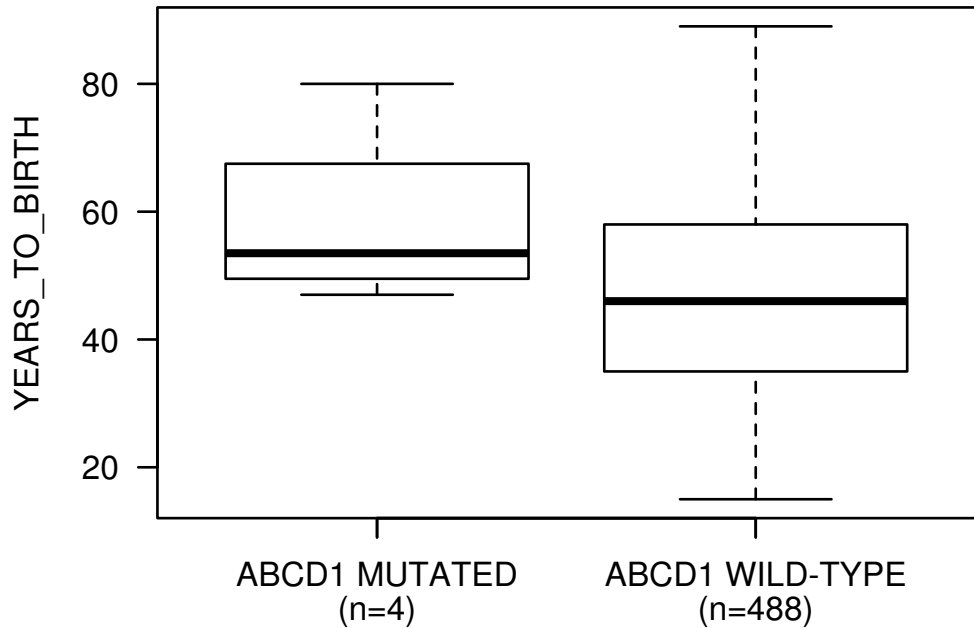 YEARS_TO_BIRTH
80
60
40
20
ABCD1 MUTATED
(n=4)
ABCD1 WILD-TYPE
(n=488)